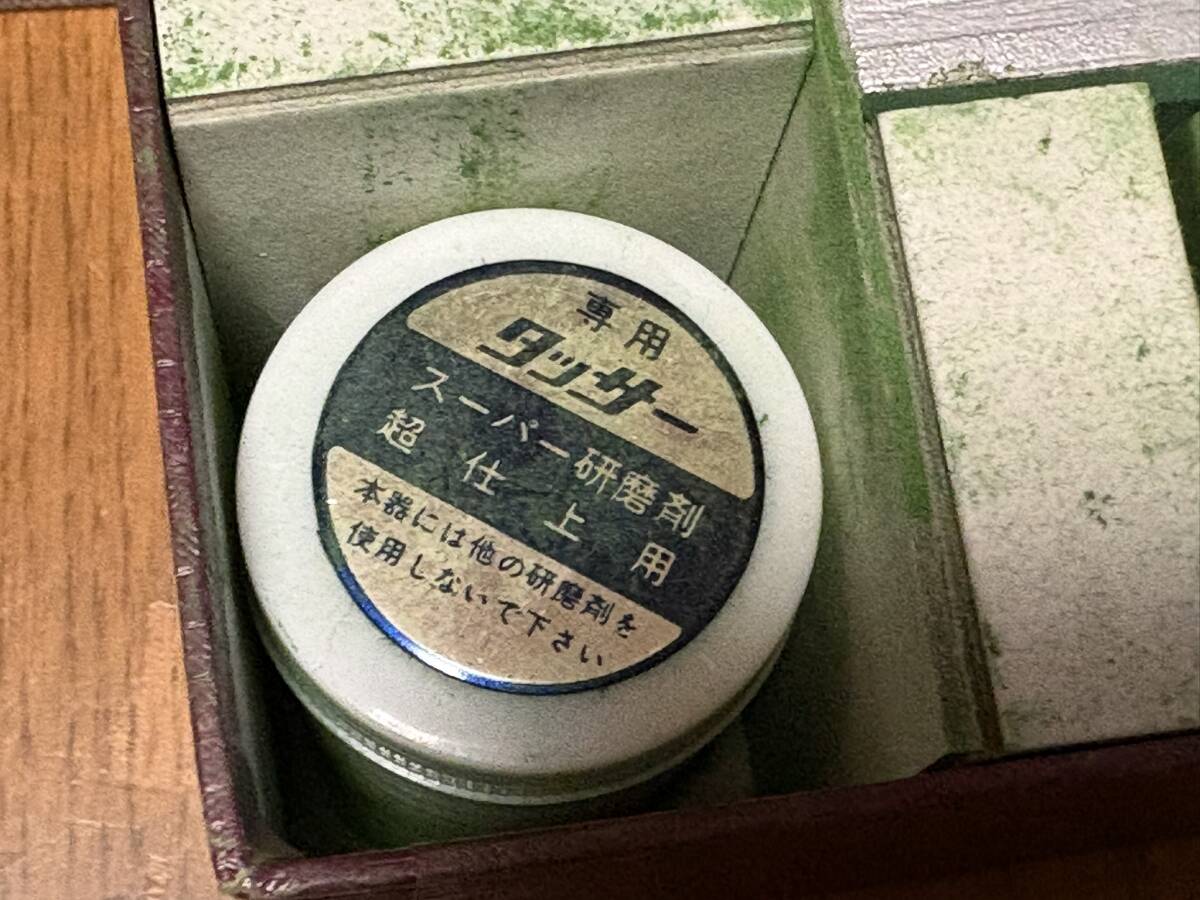 専用
タッサー
スーパー研磨剤
超仕上用
本器には他の研磨剤を
使用しないで下さい